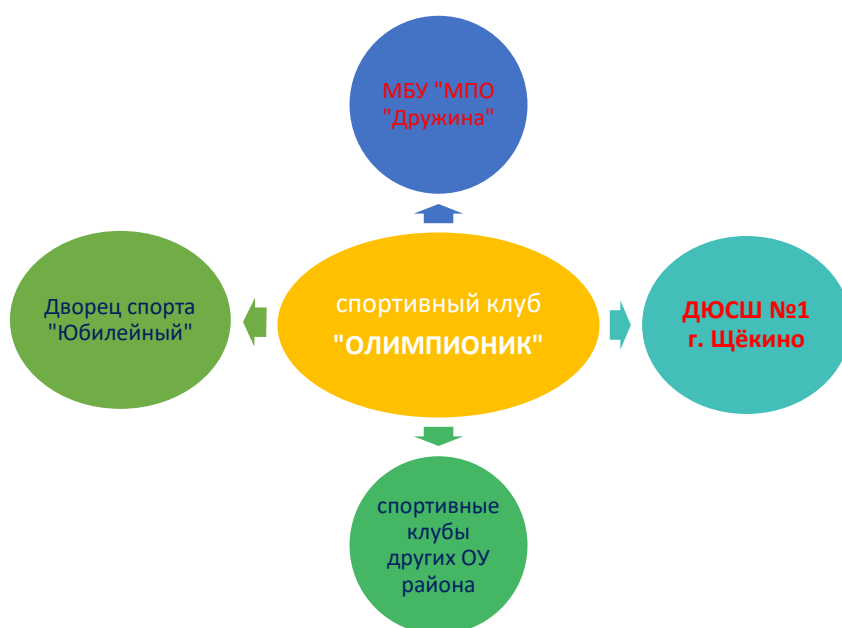 МБУ "МПО
"Дружина"
Дворец спорта
"Юбилейный"
спортивный клуб
"ОЛИМПИОНИК"
ДЮСШ №1
г. Щёкино
спортивные
клубы
других ОУ
района